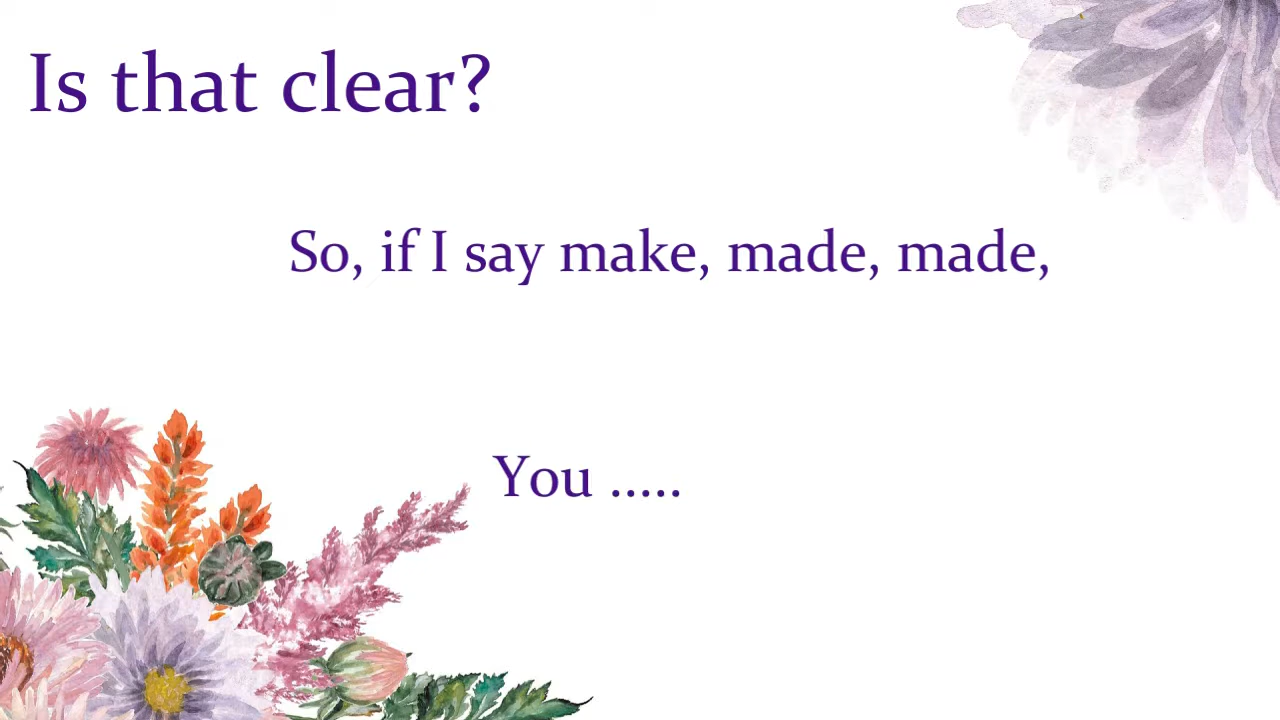 Is that clear?
So, if I say make, made, made,
You .....